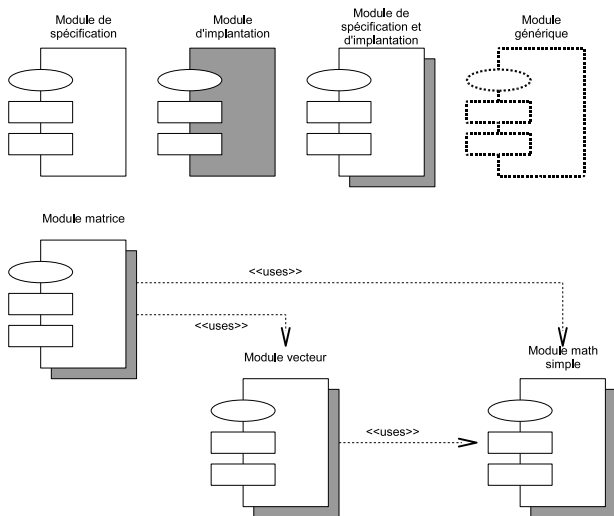 Module de
spécification
Module
d'implantation
Module de
spécification et
d'implantation
Module
générique
Module matrice
<<uses>>
<<uses>>
Module vecteur
Module math
simple
<<uses>>